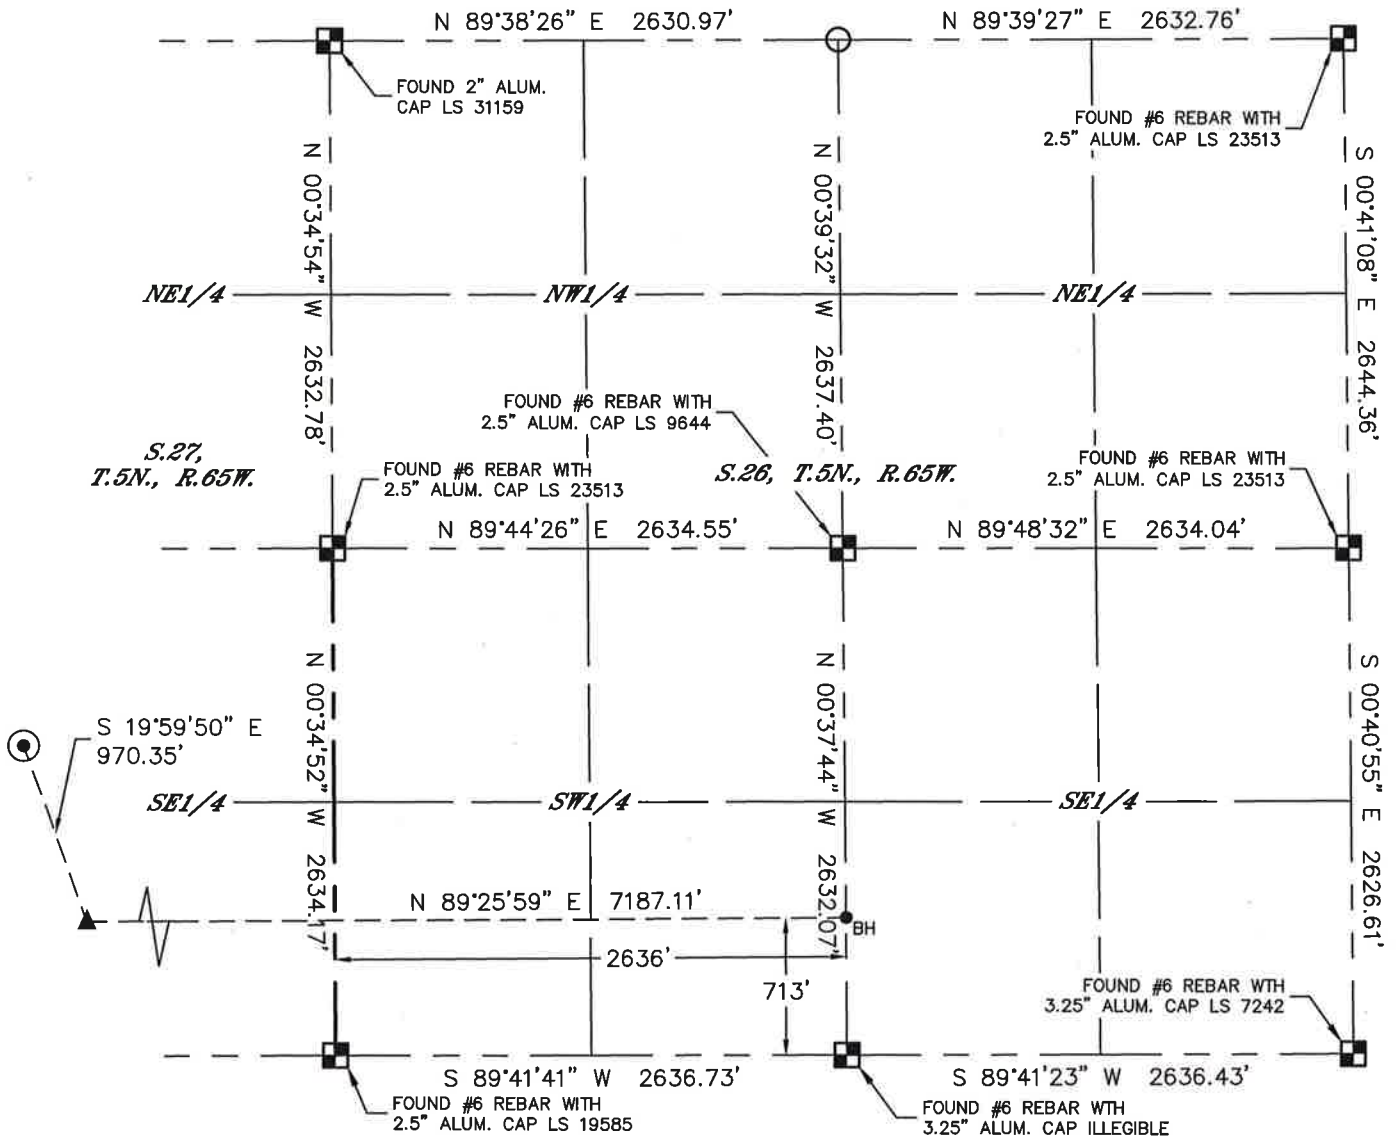 N 89°38'26" E 2630.97'
N 89°39'27" E 2632.76'
FOUND 2" ALUM.
CAP LS 31159
FOUND #6 REBAR WITH
2.5" ALUM. CAP LS 23513
N 00°34'54" W 2632.78'
N 00°39'32" W 2637.40'
S 00°41'08" E 2644.36'
NE1/4
NW1/4
NE1/4
FOUND #6 REBAR WITH
2.5" ALUM. CAP LS 9644
S.27,
T.5N., R.65W.
FOUND #6 REBAR WITH
2.5" ALUM. CAP LS 23513
S.26, T.5N., R.65W.
FOUND #6 REBAR WITH
2.5" ALUM. CAP LS 23513
N 89°44'26" E 2634.55'
N 89°48'32" E 2634.04'
N 00°34'52" W 2634.17'
N 00°37'44" W 2632.07'
S 00°40'55" E 2626.61'
S 19°59'50" E
970.35'
SE1/4
SW1/4
SE1/4
N 89°25'59" E 7187.11'
BH
2636'
713'
FOUND #6 REBAR WTH
3.25" ALUM. CAP LS 7242
S 89°41'41" W 2636.73'
S 89°41'23" W 2636.43'
FOUND #6 REBAR WITH
2.5" ALUM. CAP LS 19585
FOUND #6 REBAR WTH
3.25" ALUM. CAP ILLEGIBLE